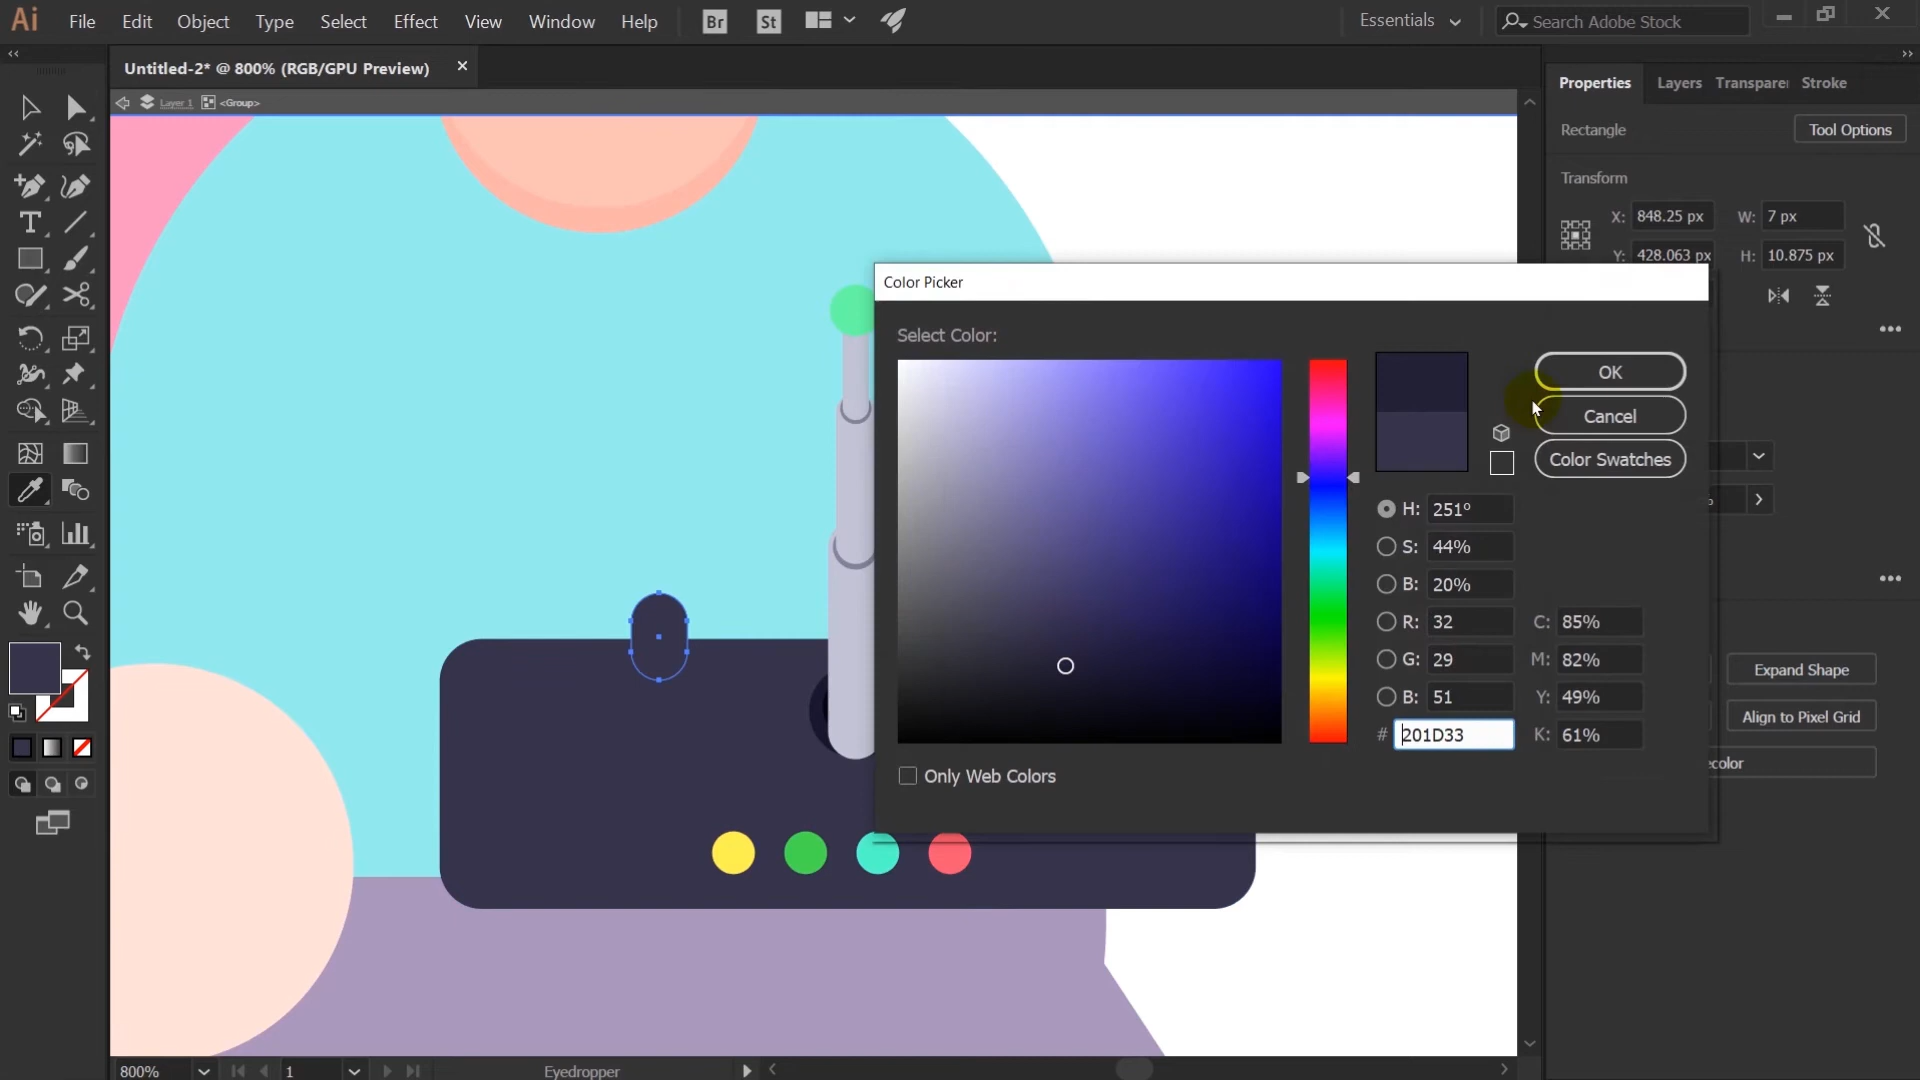 Ai File Edit Object Type Select Effect View Window Help Br St Essentials Search Adobe Stock
Untitled-2* @ 800% (RGB/GPU Preview)
Layer 1 <Group>
Properties Layers Transparer Stroke
Rectangle Tool Options
Transform
X: 848.25 px W: 7 px
Y: 428.063 px H: 10.875 px
Color Picker
Select Color:
OK
Cancel
Color Swatches
H: 251°
S: 44%
B: 20%
R: 32 C: 85%
G: 29 M: 82%
B: 51 Y: 49%
# 201D33 K: 61%
Only Web Colors
Expand Shape
Align to Pixel Grid
ecolor
800% 1 Eyedropper